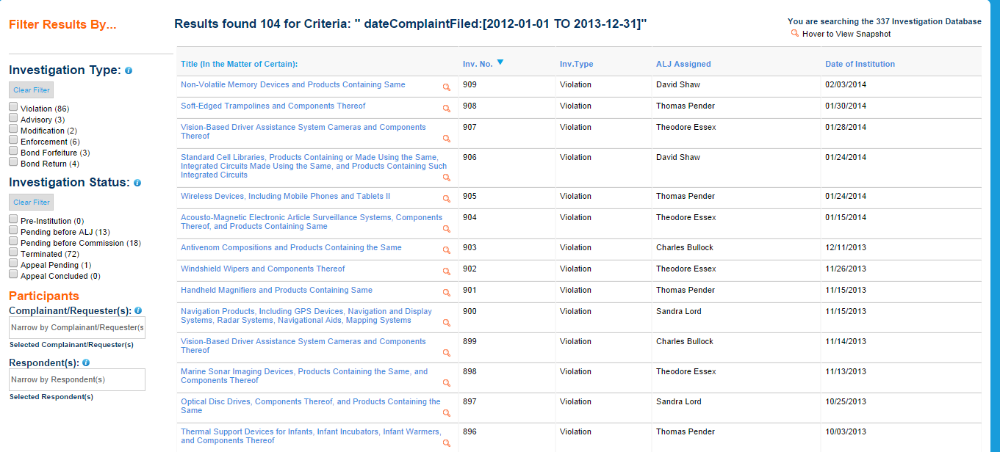 Filter Results By...
Results found 104 for Criteria: " dateComplaintFiled:[2012-01-01 TO 2013-12-31]"
You are searching the 337 Investigation Database
Hover to View Snapshot
Investigation Type:
Clear Filter
Violation (86)
Advisory (3)
Modification (2)
Enforcement (6)
Bond Forfeiture (3)
Bond Return (4)
Investigation Status:
Clear Filter
Pre-Institution (0)
Pending before ALJ (13)
Pending before Commission (18)
Terminated (72)
Appeal Pending (1)
Appeal Concluded (0)
Participants
Complainant/Requester(s):
Narrow by Complainant/Requester(s
Selected Complainant/Requester(s)
Respondent(s):
Narrow by Respondent(s)
Selected Respondent(s)
Title (In the Matter of Certain): Inv. No. Inv.Type ALJ Assigned Date of Institution
Non-Volatile Memory Devices and Products Containing Same 909 Violation David Shaw 02/03/2014
Soft-Edged Trampolines and Components Thereof 908 Violation Thomas Pender 01/30/2014
Vision-Based Driver Assistance System Cameras and Components 907 Violation Theodore Essex 01/28/2014
Thereof
Standard Cell Libraries, Products Containing or Made Using the Same, 906 Violation David Shaw 01/24/2014
Integrated Circuits Made Using the Same, and Products Containing Such
Integrated Circuits
Wireless Devices, Including Mobile Phones and Tablets II 905 Violation Thomas Pender 01/24/2014
Acousto-Magnetic Electronic Article Surveillance Systems, Components 904 Violation Theodore Essex 01/15/2014
Thereof, and Products Containing Same
Antivenom Compositions and Products Containing the Same 903 Violation Charles Bullock 12/11/2013
Windshield Wipers and Components Thereof 902 Violation Theodore Essex 11/26/2013
Handheld Magnifiers and Products Containing Same 901 Violation Thomas Pender 11/15/2013
Navigation Products, Including GPS Devices, Navigation and Display 900 Violation Sandra Lord 11/15/2013
Systems, Radar Systems, Navigational Aids, Mapping Systems
Vision-Based Driver Assistance System Cameras and Components 899 Violation Charles Bullock 11/14/2013
Thereof
Marine Sonar Imaging Devices, Products Containing the Same, and 898 Violation Theodore Essex 11/13/2013
Components Thereof
Optical Disc Drives, Components Thereof, and Products Containing the 897 Violation Sandra Lord 10/25/2013
Same
Thermal Support Devices for Infants, Infant Incubators, Infant Warmers, 896 Violation Thomas Pender 10/03/2013
and Components Thereof